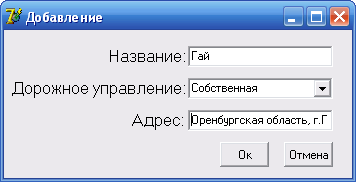 Добавление
Название: Гай
Дорожное управление: Собственная
Адрес: Оренбургская область, г.Г
Ок Отмена